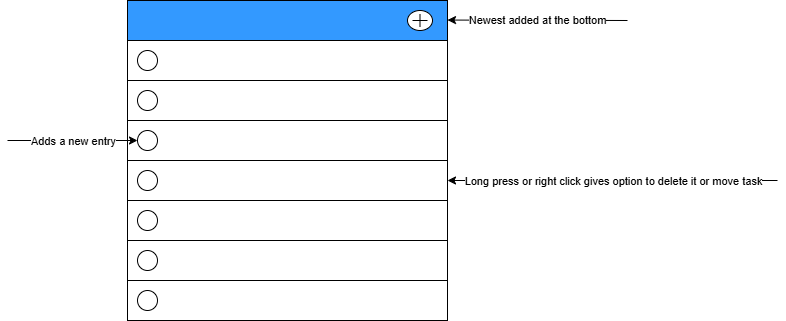 Newest added at the bottom
Adds a new entry
Long press or right click gives option to delete it or move task